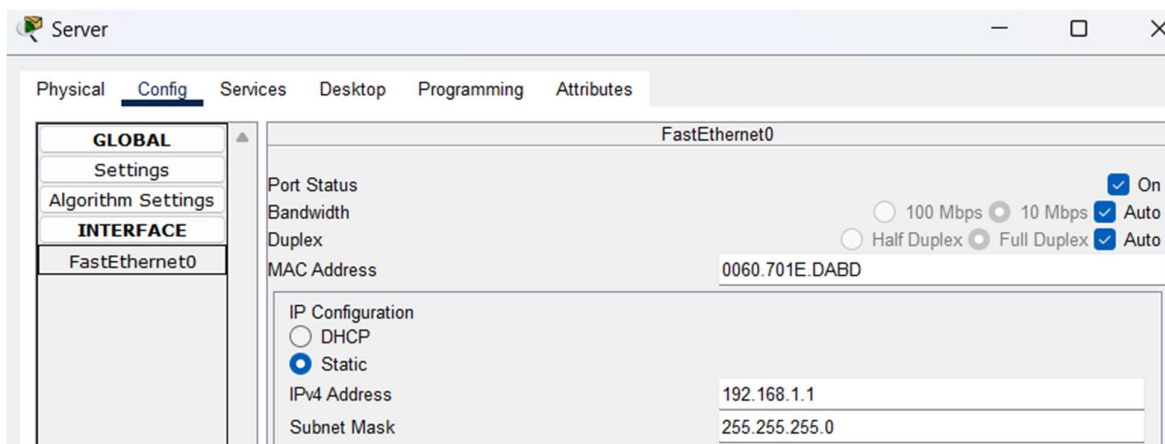 Server
Physical Config Services Desktop Programming Attributes
GLOBAL
Settings
Algorithm Settings
INTERFACE
FastEthernet0
FastEthernet0
Port Status On
Bandwidth 100 Mbps 10 Mbps Auto
Duplex Half Duplex Full Duplex Auto
MAC Address 0060.701E.DABD
IP Configuration
DHCP
Static
IPv4 Address 192.168.1.1
Subnet Mask 255.255.255.0